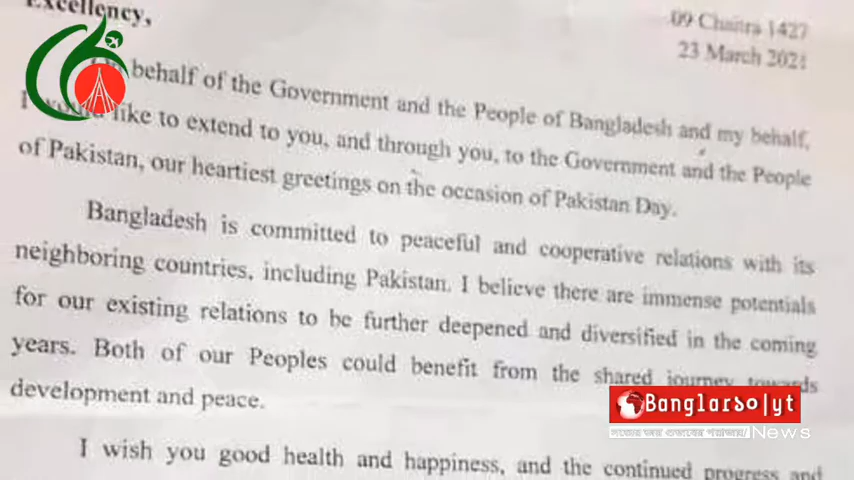 Excellency,
09 Chaitra 1427
23 March 2021
behalf of the Government and the People of Bangladesh and my behalf,
I would like to extend to you, and through you, to the Government and the People
of Pakistan, our heartiest greetings on the occasion of Pakistan Day.
Bangladesh is committed to peaceful and cooperative relations with its
neighboring countries, including Pakistan. I believe there are immense potentials
for our existing relations to be further deepened and diversified in the coming
years. Both of our Peoples could benefit from the shared journey towards
development and peace.
I wish you good health and happiness, and the continued progress and
News